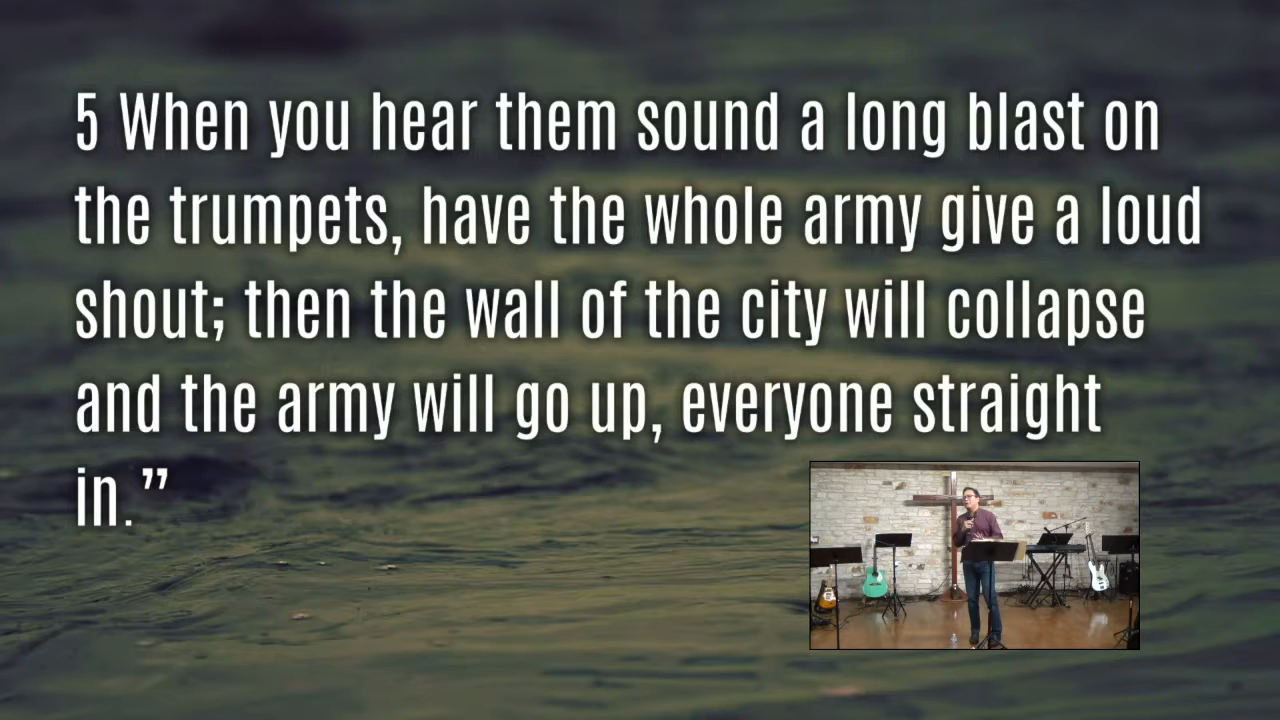 5 When you hear them sound a long blast on
the trumpets, have the whole army give a loud
shout; then the wall of the city will collapse
and the army will go up, everyone straight
in.”